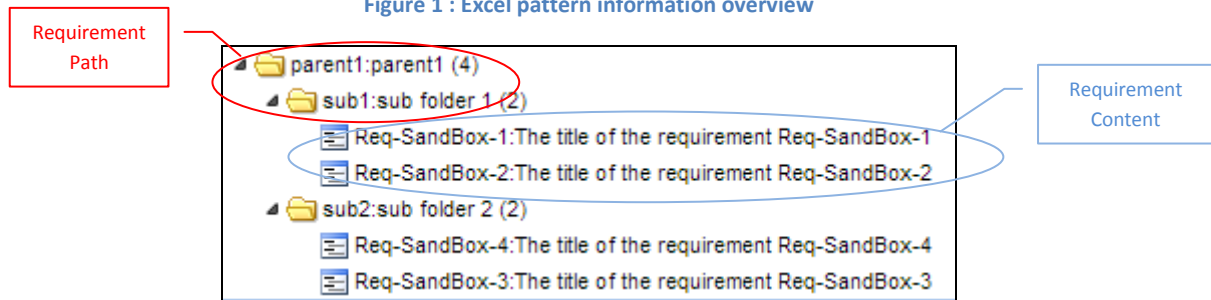 Figure 1 : Excel pattern information overview
Requirement
Path
parent1:parent1 (4)
sub1:sub folder 1 (2)
Req-SandBox-1:The title of the requirement Req-SandBox-1
Req-SandBox-2:The title of the requirement Req-SandBox-2
sub2:sub folder 2 (2)
Req-SandBox-4:The title of the requirement Req-SandBox-4
Req-SandBox-3:The title of the requirement Req-SandBox-3
Requirement
Content